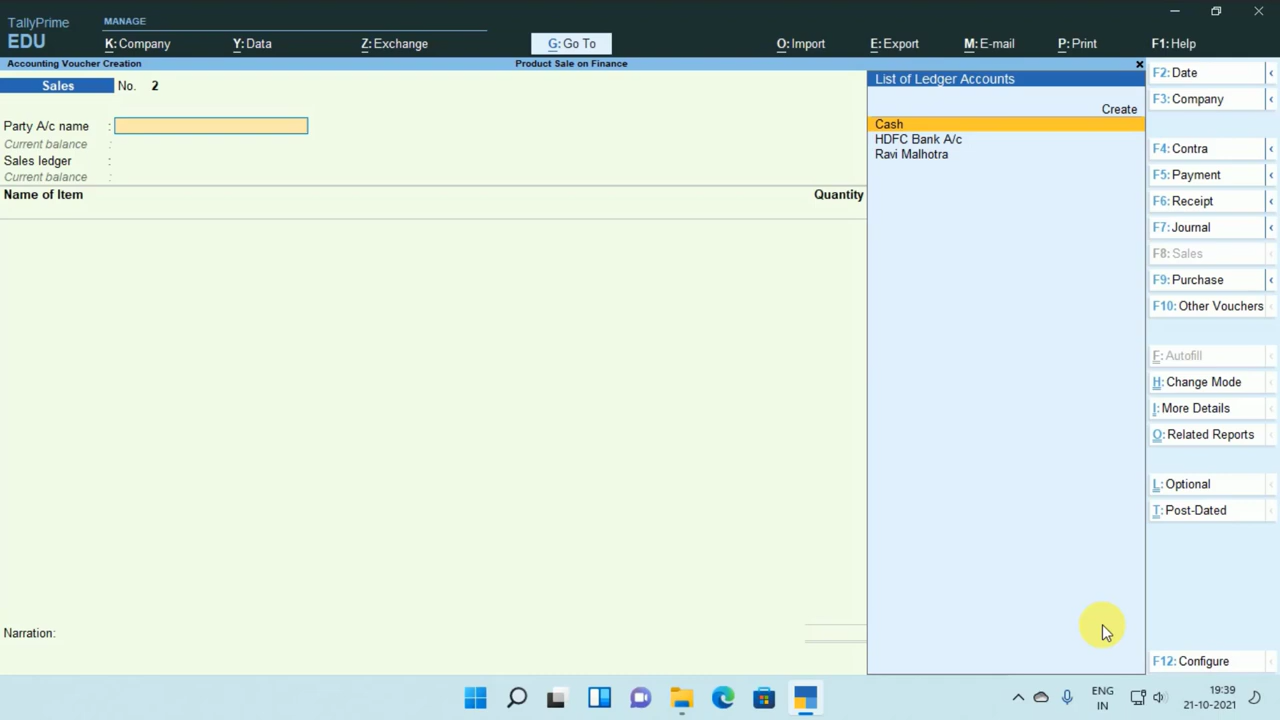 TallyPrime
EDU
MANAGE
K: Company
Y: Data
Z: Exchange
G: Go To
O: Import
E: Export
M: E-mail
P: Print
F1: Help
Accounting Voucher Creation
Product Sale on Finance
Sales No. 2
Party A/c name :
Current balance :
Sales ledger :
Current balance :
Name of Item
Quantity
Narration:
List of Ledger Accounts
Create
Cash
HDFC Bank A/c
Ravi Malhotra
F2: Date
F3: Company
F4: Contra
F5: Payment
F6: Receipt
F7: Journal
F8: Sales
F9: Purchase
F10: Other Vouchers
F: Autofill
H: Change Mode
I: More Details
O: Related Reports
L: Optional
T: Post-Dated
F12: Configure
ENG
IN
19:39
21-10-2021